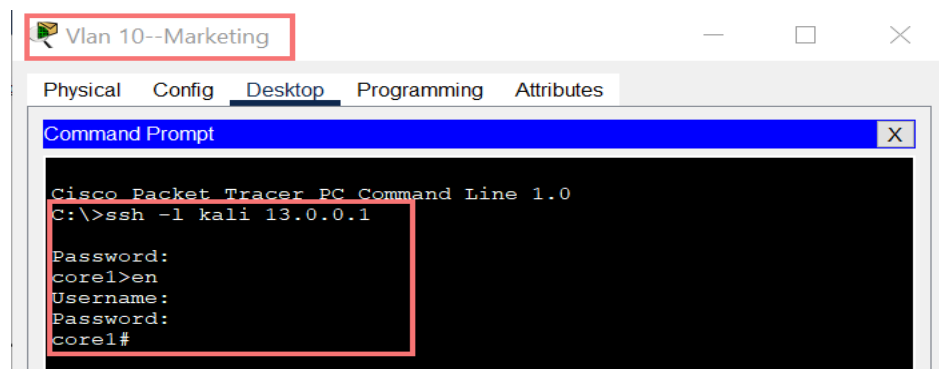 Vlan 10--Marketing
Physical Config Desktop Programming Attributes
Command Prompt X
Cisco Packet Tracer PC Command Line 1.0
C:\>ssh -l kali 13.0.0.1
Password:
core1>en
Username:
Password:
core1#